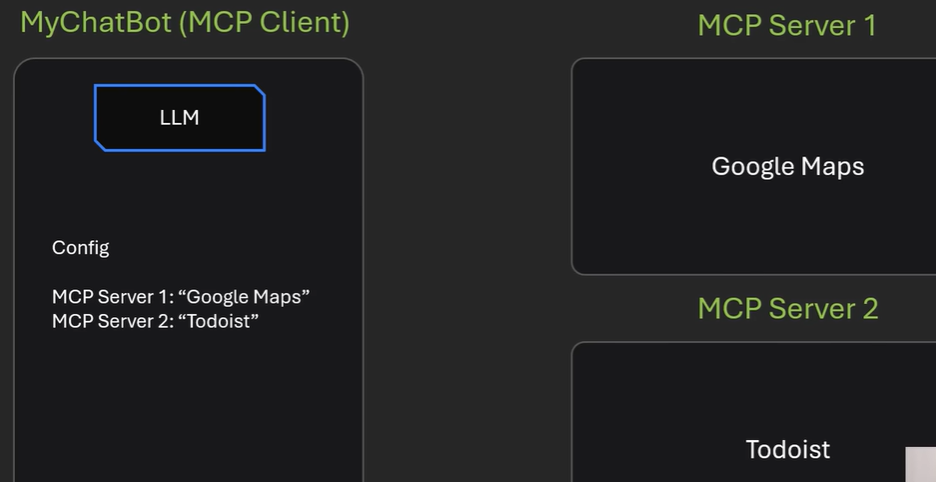 MyChatBot (MCP Client)
LLM
Config
MCP Server 1: “Google Maps”
MCP Server 2: “Todoist”
MCP Server 1
Google Maps
MCP Server 2
Todoist